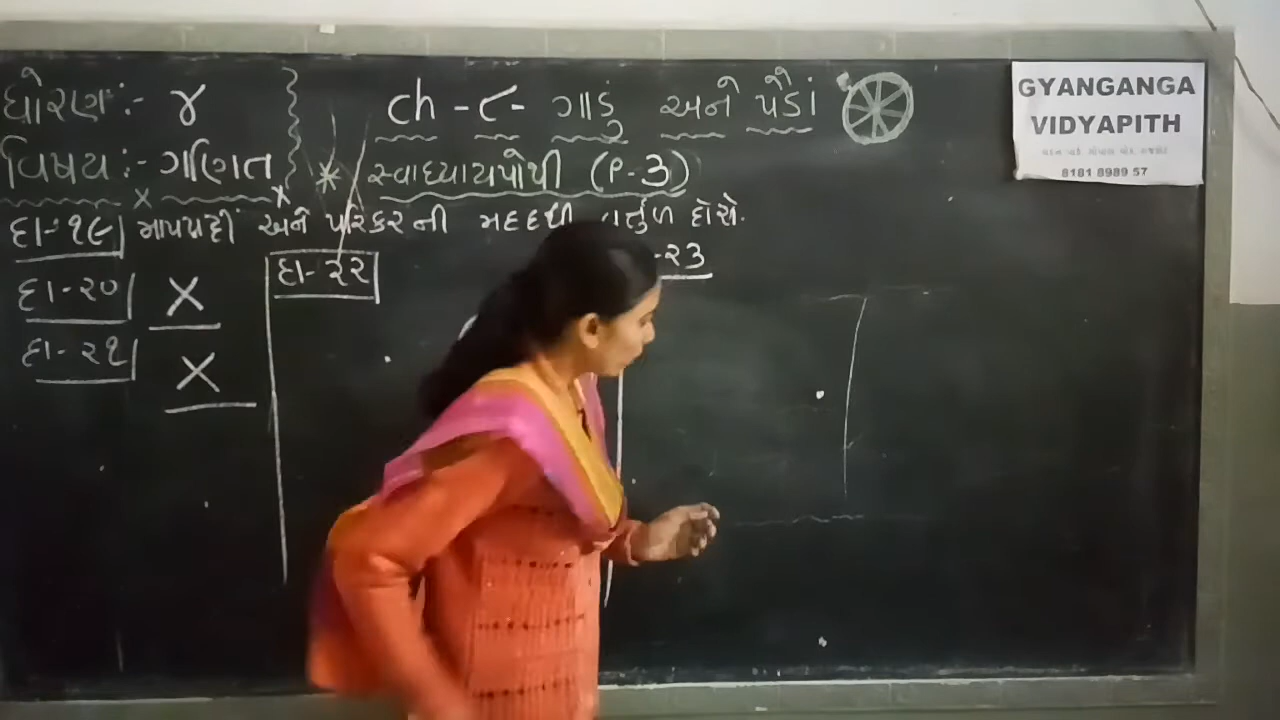 ધોરણ:- ૪
ch - ૯ - ગાડું અને પૈડાં
વિષય:- ગણિત
* સ્વાધ્યાયપોથી (P-3)
દા-૧૯ માપપટ્ટી અને પરિકરની મદદથી વર્તુળ દોરો.
દા-૨૨
-૨૩
દા-૨૦ X
દા-૨૧ X
GYANGANGA
VIDYAPITH
8181 8989 57